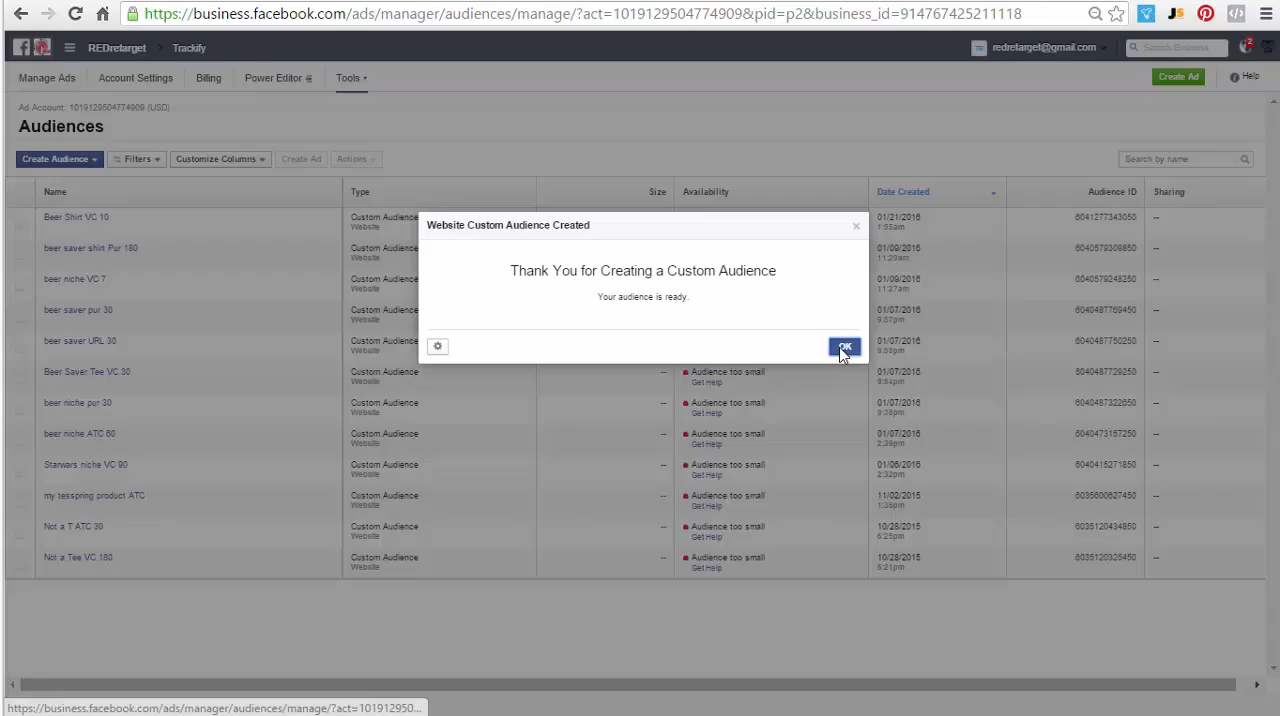 https://business.facebook.com/ads/manager/audiences/manage/?act=1019129504774909&pid=p2&business_id=914767425211118
REDretarget > Trackify
redretarget@gmail.com
Search Business
2
Manage Ads Account Settings Billing Power Editor Tools
Create Ad
Help
Ad Account: 1019129504774909 (USD)
Audiences
Create Audience Filters Customize Columns Create Ad Actions
Search by name
Name Type Size Availability Date Created Audience ID Sharing
Beer Shirt VC 10 Custom Audience 01/21/2016 6041277343050 --
Website 1:55am
beer saver shirt Pur 180 Custom Audience 01/09/2016 6040579309850 --
Website 11:29am
beer niche VC 7 Custom Audience 01/09/2016 6040579248250 --
Website 11:27am
beer saver pur 30 Custom Audience 01/07/2016 6040487769450 --
Website 9:57pm
beer saver URL 30 Custom Audience 01/07/2016 6040487750250 --
Website
Beer Saver Tee VC 30 Custom Audience -- Audience too small 01/07/2016 6040487729250 --
Website Get Help 9:54pm
beer niche pur 30 Custom Audience -- Audience too small 01/07/2016 6040487322650 --
Website Get Help
beer niche ATC 60 Custom Audience -- Audience too small 01/07/2016 6040473157250 --
Website Get Help
Starwars niche VC 90 Custom Audience -- Audience too small 01/06/2016 6040415271850 --
Website Get Help 2:32pm
my tesspring product ATC Custom Audience -- Audience too small 11/02/2015 6035600627450 --
Website Get Help 1:35pm
Not a T ATC 30 Custom Audience -- Audience too small 10/28/2015 6035120434850 --
Website Get Help 6:25pm
Not a Tee VC 180 Custom Audience -- Audience too small 10/28/2015 6035120325450 --
Website Get Help 6:21pm
Website Custom Audience Created
Thank You for Creating a Custom Audience
Your audience is ready.
OK
https://business.facebook.com/ads/manager/audiences/manage/?act=101912950...